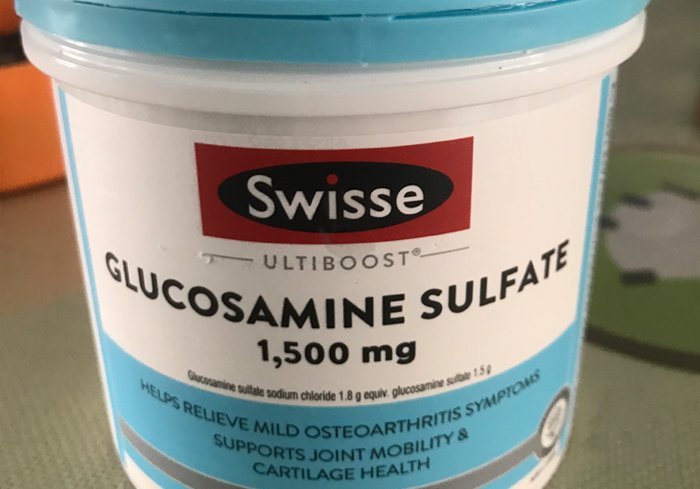 Swisse
ULTIBOOST®
GLUCOSAMINE SULFATE
1,500 mg
Glucosamine sulfate sodium chloride 1.8 g equiv. glucosamine sulfate 1.5 g
HELPS RELIEVE MILD OSTEOARTHRITIS SYMPTOMS
SUPPORTS JOINT MOBILITY &
CARTILAGE HEALTH